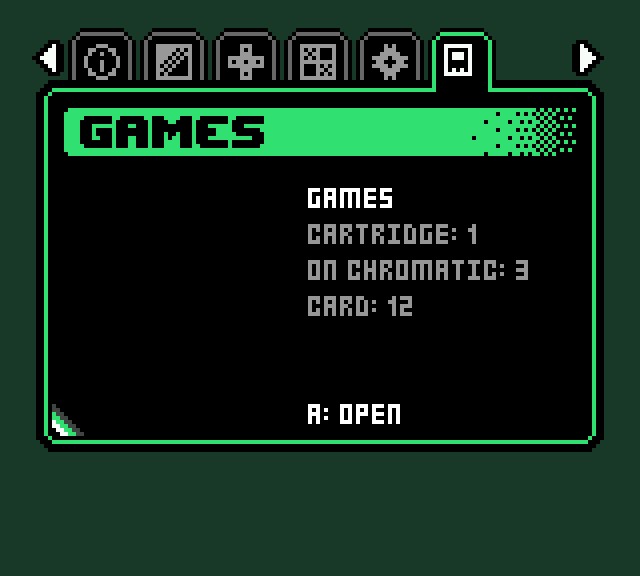 GAMES
GAMES
CARTRIDGE: 1
ON CHROMATIC: 3
CARD: 12
A: OPEN